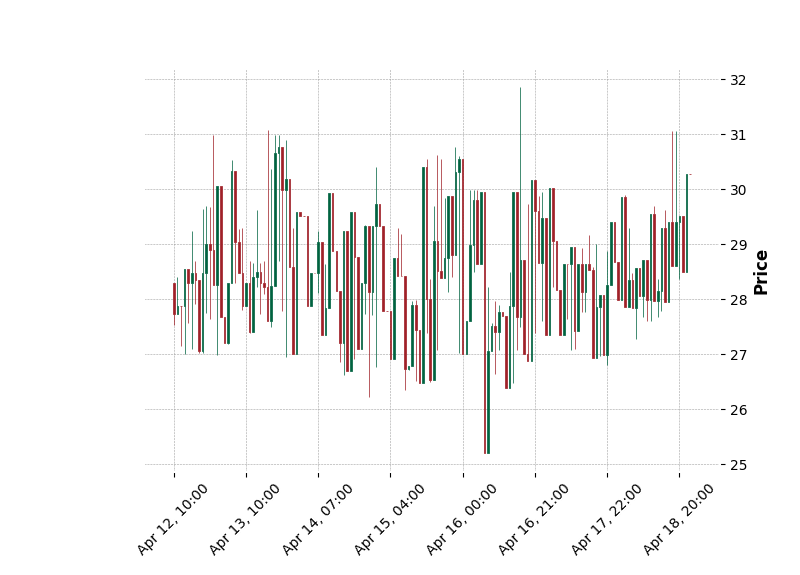 32
31
30
29
28
27
26
25
Price
Apr 12, 10:00
Apr 13, 10:00
Apr 14, 07:00
Apr 15, 04:00
Apr 16, 00:00
Apr 16, 21:00
Apr 17, 22:00
Apr 18, 20:00